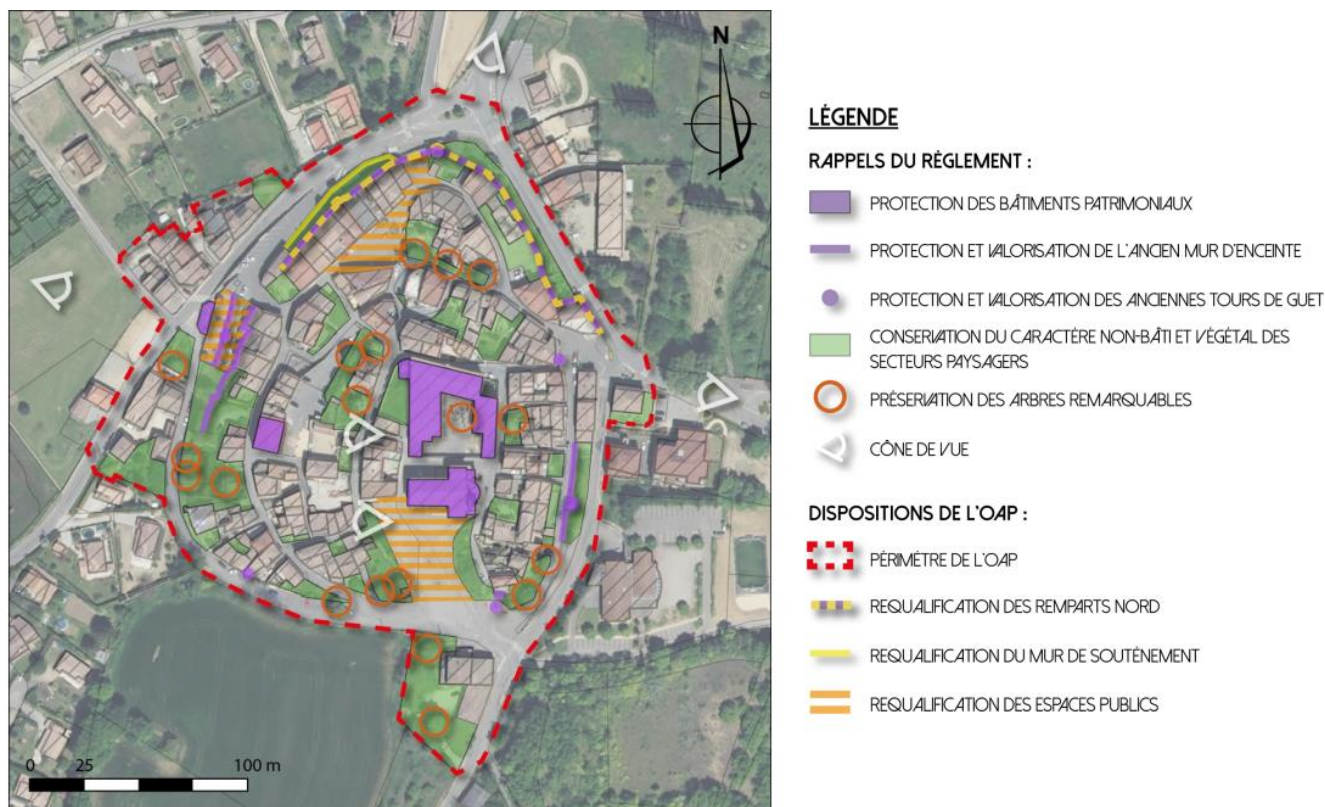 N
0 25 100 m
LÉGENDE
RAPPELS DU RÈGLEMENT :
PROTECTION DES BÂTIMENTS PATRIMONIAUX
PROTECTION ET VALORISATION DE L'ANCIEN MUR D'ENCEINTE
PROTECTION ET VALORISATION DES ANCIENNES TOURS DE GUET
CONSERVATION DU CARACTÈRE NON-BÂTI ET VÉGÉTAL DES
SECTEURS PAYSAGERS
PRÉSERVATION DES ARBRES REMARQUABLES
CÔNE DE VUE
DISPOSITIONS DE L'OAP :
PÉRIMÈTRE DE L'OAP
REQUALIFICATION DES REMPARTS NORD
REQUALIFICATION DU MUR DE SOUTÈNEMENT
REQUALIFICATION DES ESPACES PUBLICS